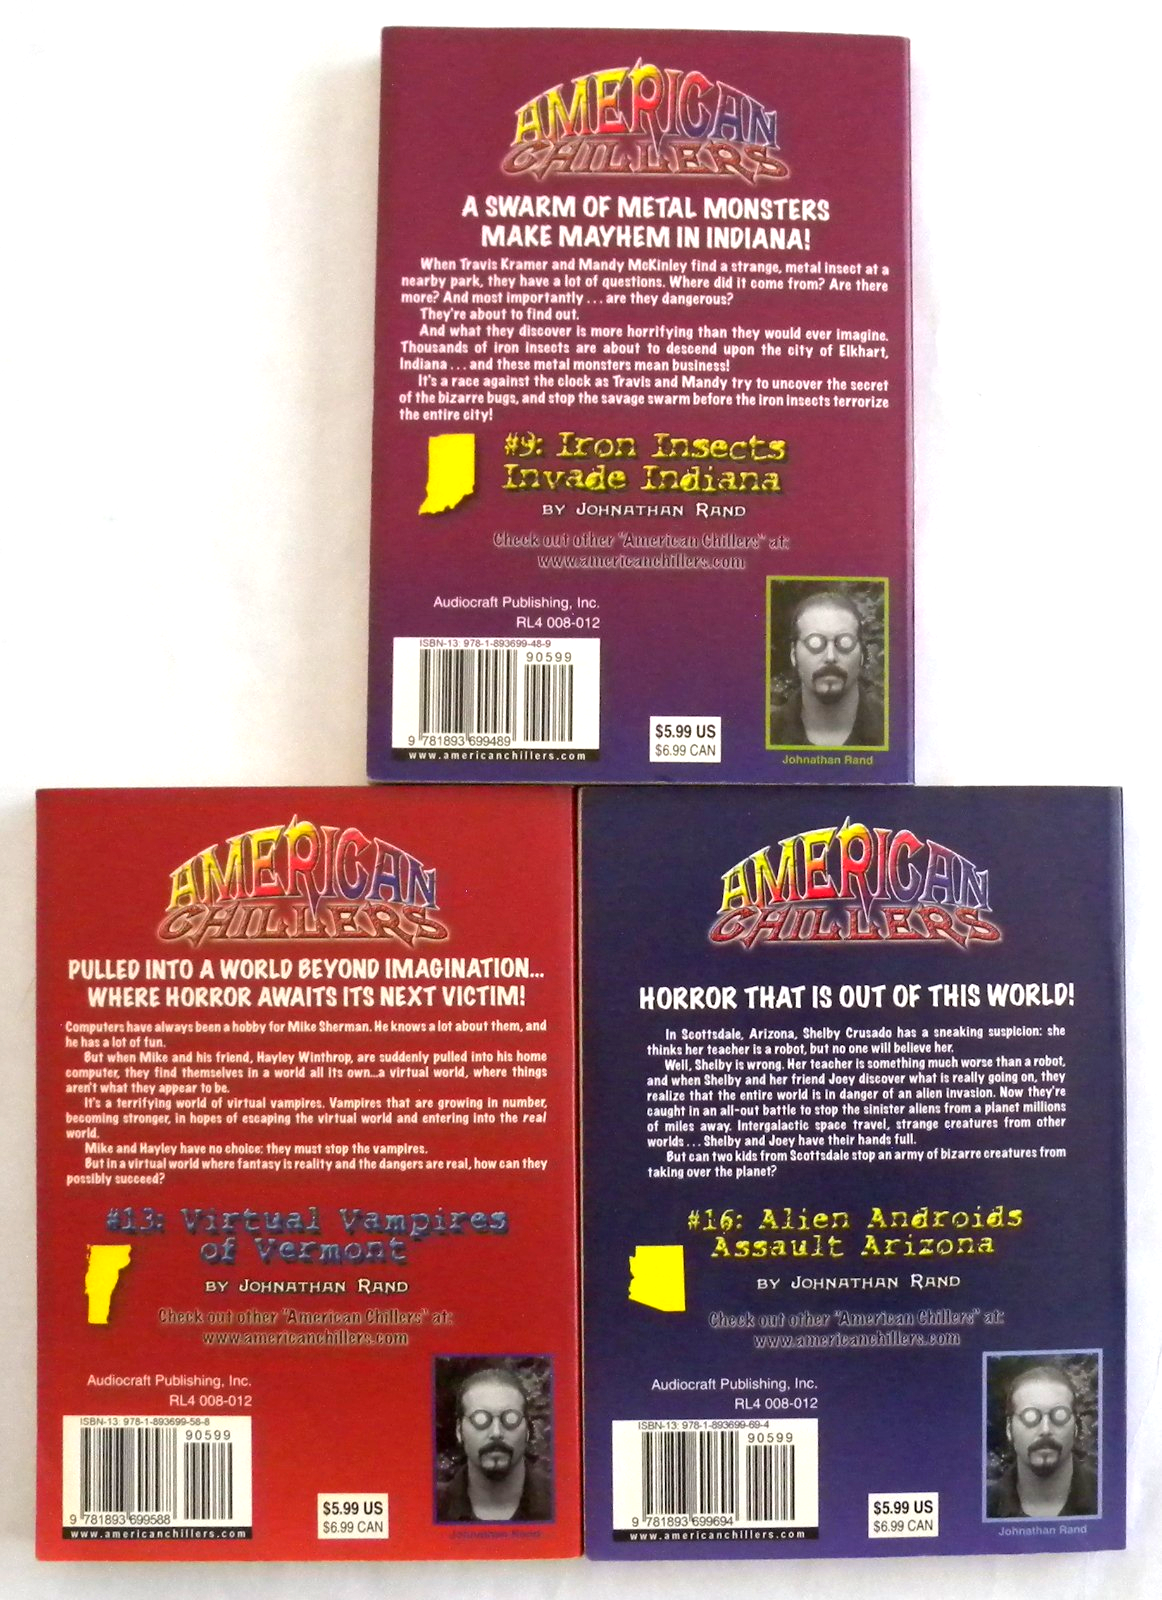 AMERICAN
CHILLERS
A SWARM OF METAL MONSTERS
MAKE MAYHEM IN INDIANA!
When Travis Kramer and Mandy McKinley find a strange, metal insect at a
nearby park, they have a lot of questions. Where did it come from? Are there
more? And most importantly . . . are they dangerous?
They're about to find out.
And what they discover is more horrifying than they would ever imagine.
Thousands of iron insects are about to descend upon the city of Elkhart,
Indiana . . . and these metal monsters mean business!
It's a race against the clock as Travis and Mandy try to uncover the secret
of the bizarre bugs, and stop the savage swarm before the iron insects terrorize
the entire city!
#9: Iron Insects
Invade Indiana
BY JOHNATHAN RAND
Check out other "American Chillers" at:
www.americanchillers.com
Audiocraft Publishing, Inc.
RL4 008-012
ISBN-13: 978-1-893699-48-9
90599
9 781893 699489
www.americanchillers.com
$5.99 US
$6.99 CAN
Johnathan Rand
AMERICAN
CHILLERS
PULLED INTO A WORLD BEYOND IMAGINATION...
WHERE HORROR AWAITS ITS NEXT VICTIM!
Computers have always been a hobby for Mike Sherman. He knows a lot about them, and
he has a lot of fun.
But when Mike and his friend, Hayley Winthrop, are suddenly pulled into his home
computer, they find themselves in a world all its own...a virtual world, where things
aren't what they appear to be.
It's a terrifying world of virtual vampires. Vampires that are growing in number,
becoming stronger, in hopes of escaping the virtual world and entering into the real
world.
Mike and Hayley have no choice: they must stop the vampires.
But in a virtual world where fantasy is reality and the dangers are real, how can they
possibly succeed?
#13: Virtual Vampires
of Vermont
BY JOHNATHAN RAND
Check out other "American Chillers" at:
www.americanchillers.com
Audiocraft Publishing, Inc.
RL4 008-012
ISBN-13: 978-1-893699-58-8
90599
9 781893 699588
www.americanchillers.com
$5.99 US
$6.99 CAN
Johnathan Rand
AMERICAN
CHILLERS
HORROR THAT IS OUT OF THIS WORLD!
In Scottsdale, Arizona, Shelby Crusado has a sneaking suspicion: she
thinks her teacher is a robot, but no one will believe her.
Well, Shelby is wrong. Her teacher is something much worse than a robot,
and when Shelby and her friend Joey discover what is really going on, they
realize that the entire world is in danger of an alien invasion. Now they're
caught in an all-out battle to stop the sinister aliens from a planet millions
of miles away. Intergalactic space travel, strange creatures from other
worlds . . . Shelby and Joey have their hands full.
But can two kids from Scottsdale stop an army of bizarre creatures from
taking over the planet?
#16: Alien Androids
Assault Arizona
BY JOHNATHAN RAND
Check out other "American Chillers" at:
www.americanchillers.com
Audiocraft Publishing, Inc.
RL4 008-012
ISBN-13: 978-1-893699-69-4
90599
9 781893 699694
www.americanchillers.com
$5.99 US
$6.99 CAN
Johnathan Rand